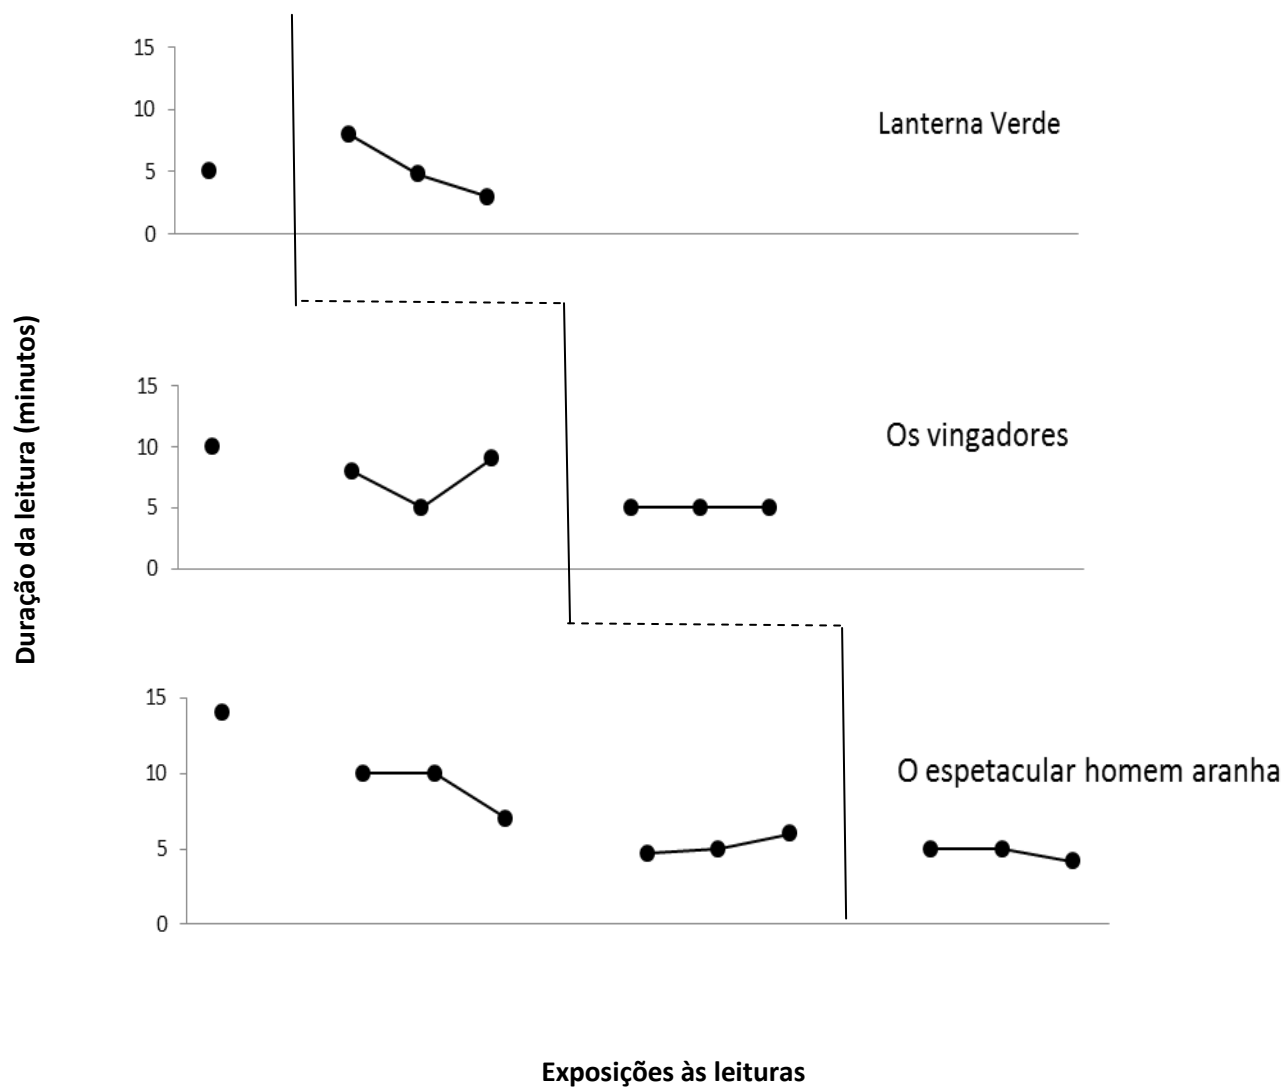 Duração da leitura (minutos)
15
10
5
0
Lanterna Verde
15
10
5
0
Os vingadores
15
10
5
0
O espetacular homem aranha
Exposições às leituras